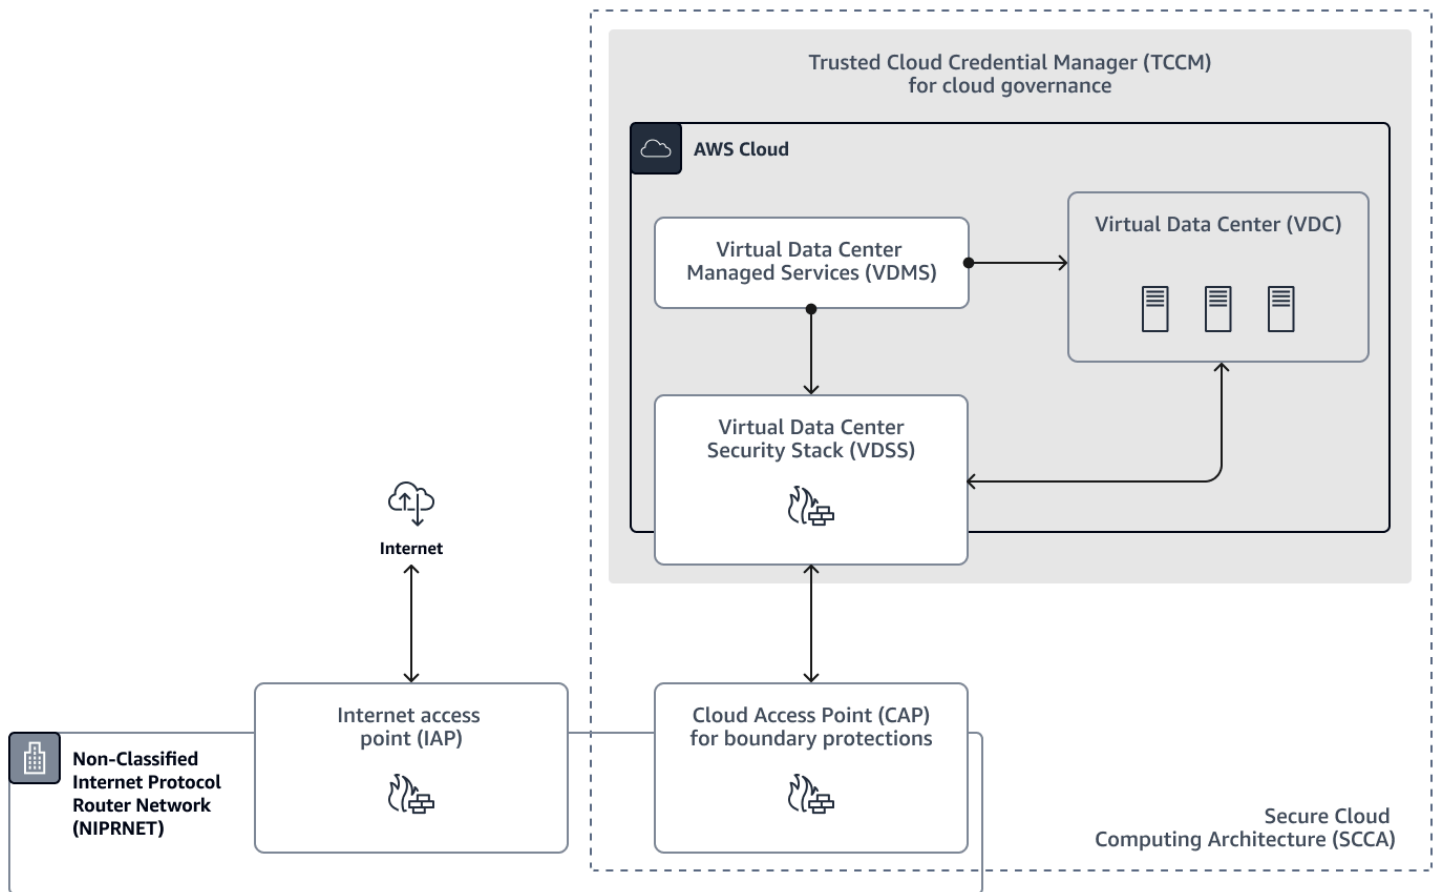 Trusted Cloud Credential Manager (TCCM)
for cloud governance
AWS Cloud
Virtual Data Center
Managed Services (VDMS)
Virtual Data Center (VDC)
Virtual Data Center
Security Stack (VDSS)
Internet
Internet access
point (IAP)
Cloud Access Point (CAP)
for boundary protections
Non-Classified
Internet Protocol
Router Network
(NIPRNET)
Secure Cloud
Computing Architecture (SCCA)